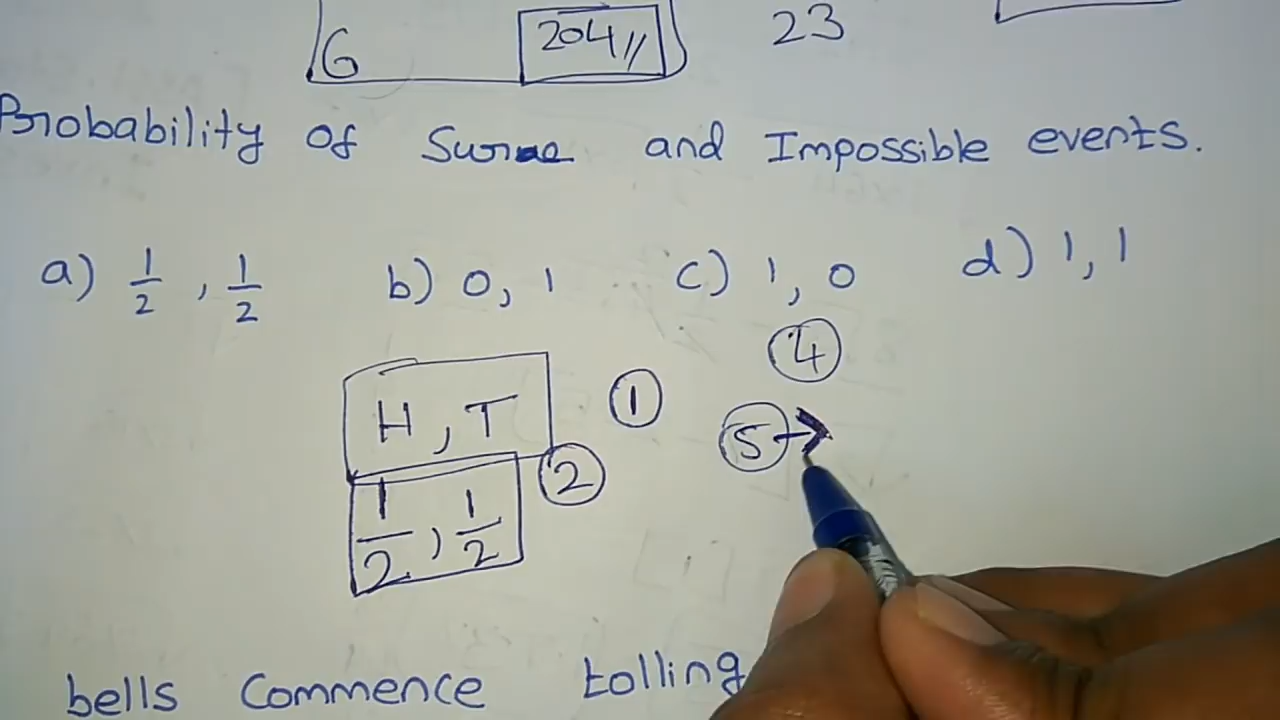 6 204 23
Probability of Sure and Impossible events.
a) 1/2, 1/2 b) 0, 1 c) 1, 0 d) 1, 1
4
H, T 1
5 →
1/2, 1/2 2
bells Commence tolling